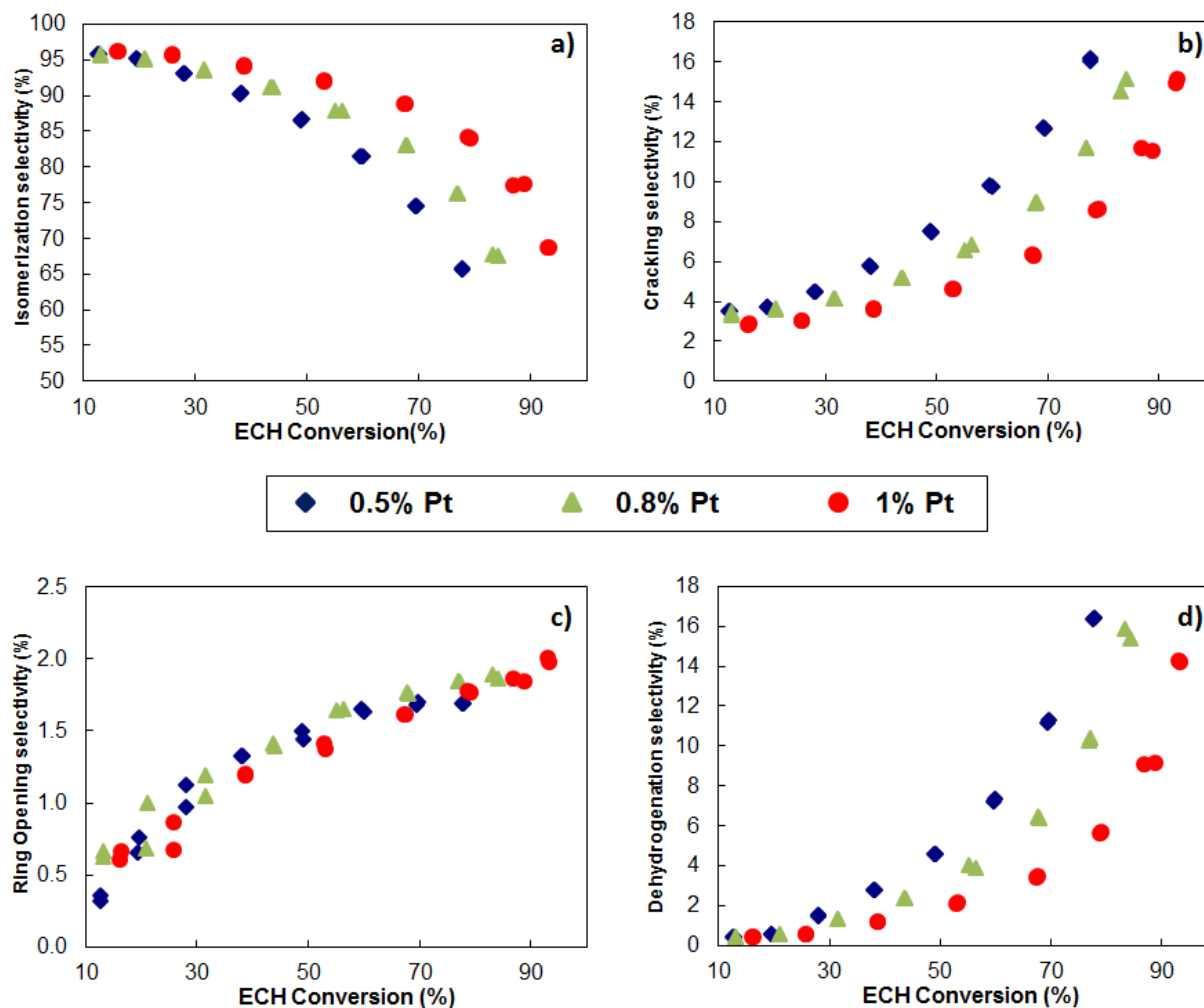 a)
Isomerization selectivity (%)
100
95
90
85
80
75
70
65
60
55
50
10 30 50 70 90
ECH Conversion(%)
b)
Cracking selectivity (%)
18
16
14
12
10
8
6
4
2
0
10 30 50 70 90
ECH Conversion (%)
0.5% Pt 0.8% Pt 1% Pt
c)
Ring Opening selectivity (%)
2.5
2.0
1.5
1.0
0.5
0.0
10 30 50 70 90
ECH Conversion (%)
d)
Dehydrogenation selectivity (%)
18
16
14
12
10
8
6
4
2
0
10 30 50 70 90
ECH Conversion (%)